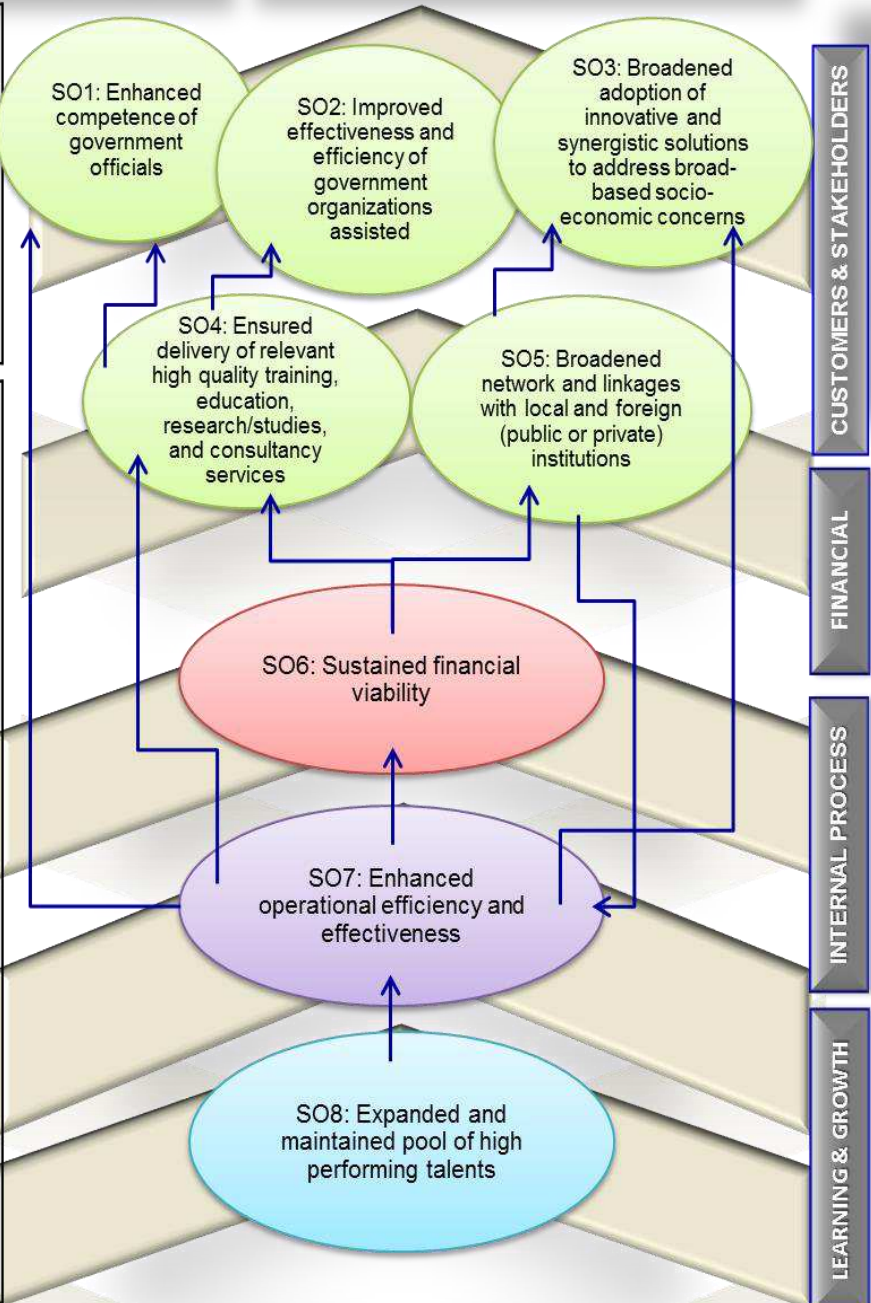 SO1: Enhanced
competence of
government
officials
SO2: Improved
effectiveness and
efficiency of
government
organizations
assisted
SO3: Broadened
adoption of
innovative and
synergistic solutions
to address broad-
based socio-
economic concerns
SO4: Ensured
delivery of relevant
high quality training,
education,
research/studies,
and consultancy
services
SO5: Broadened
network and linkages
with local and foreign
(public or private)
institutions
CUSTOMERS & STAKEHOLDERS
SO6: Sustained financial
viability
FINANCIAL
SO7: Enhanced
operational efficiency and
effectiveness
INTERNAL PROCESS
SO8: Expanded and
maintained pool of high
performing talents
LEARNING & GROWTH